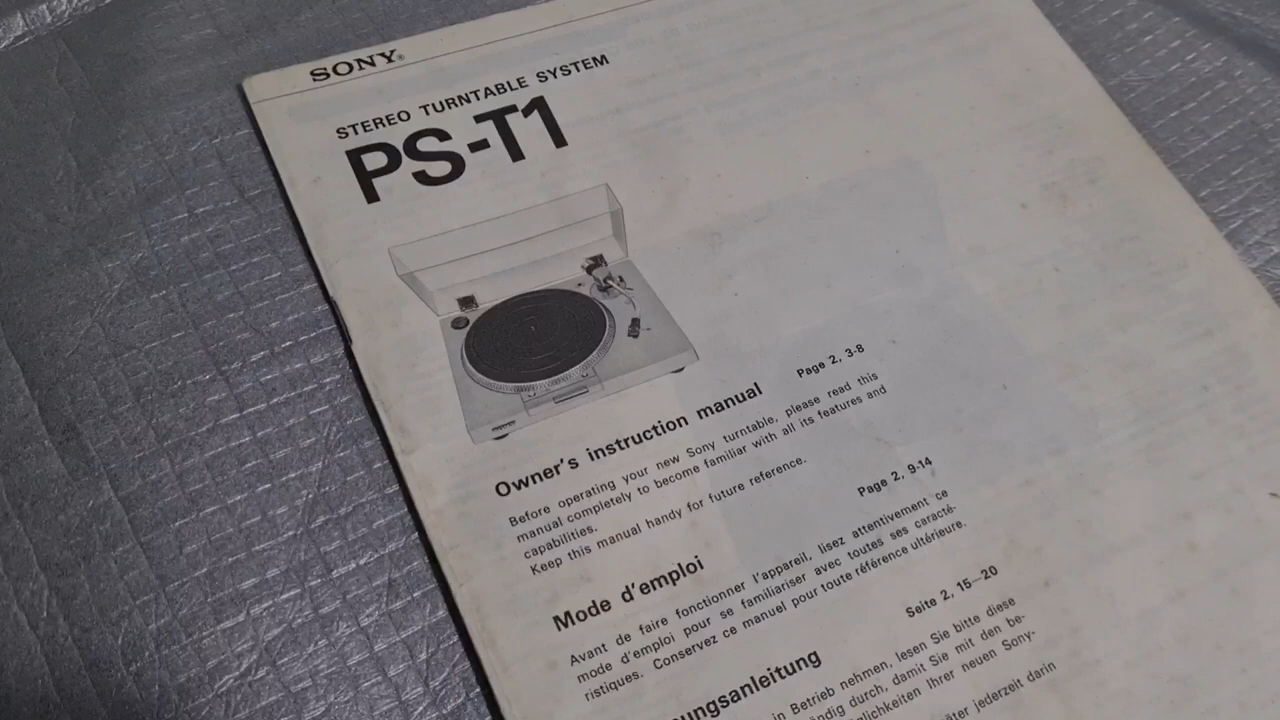 SONY®
STEREO TURNTABLE SYSTEM
PS-T1
Owner's instruction manual Page 2, 3-8
Before operating your new Sony turntable, please read this
manual completely to become familiar with all its features and
capabilities.
Keep this manual handy for future reference.
Mode d'emploi Page 2, 9-14
Avant de faire fonctionner l'appareil, lisez attentivement ce
mode d'emploi pour se familiariser avec toutes ses caracté-
ristiques. Conservez ce manuel pour toute référence ultérieure.
Seite 2, 15—20
in Betrieb nehmen, lesen Sie bitte diese
durch, damit Sie mit den be-
Ihrer neuen Sony-
jederzeit darin